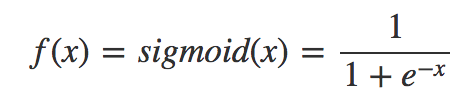 f(x) = sigmoid(x) = 1 / (1 + e^{-x})